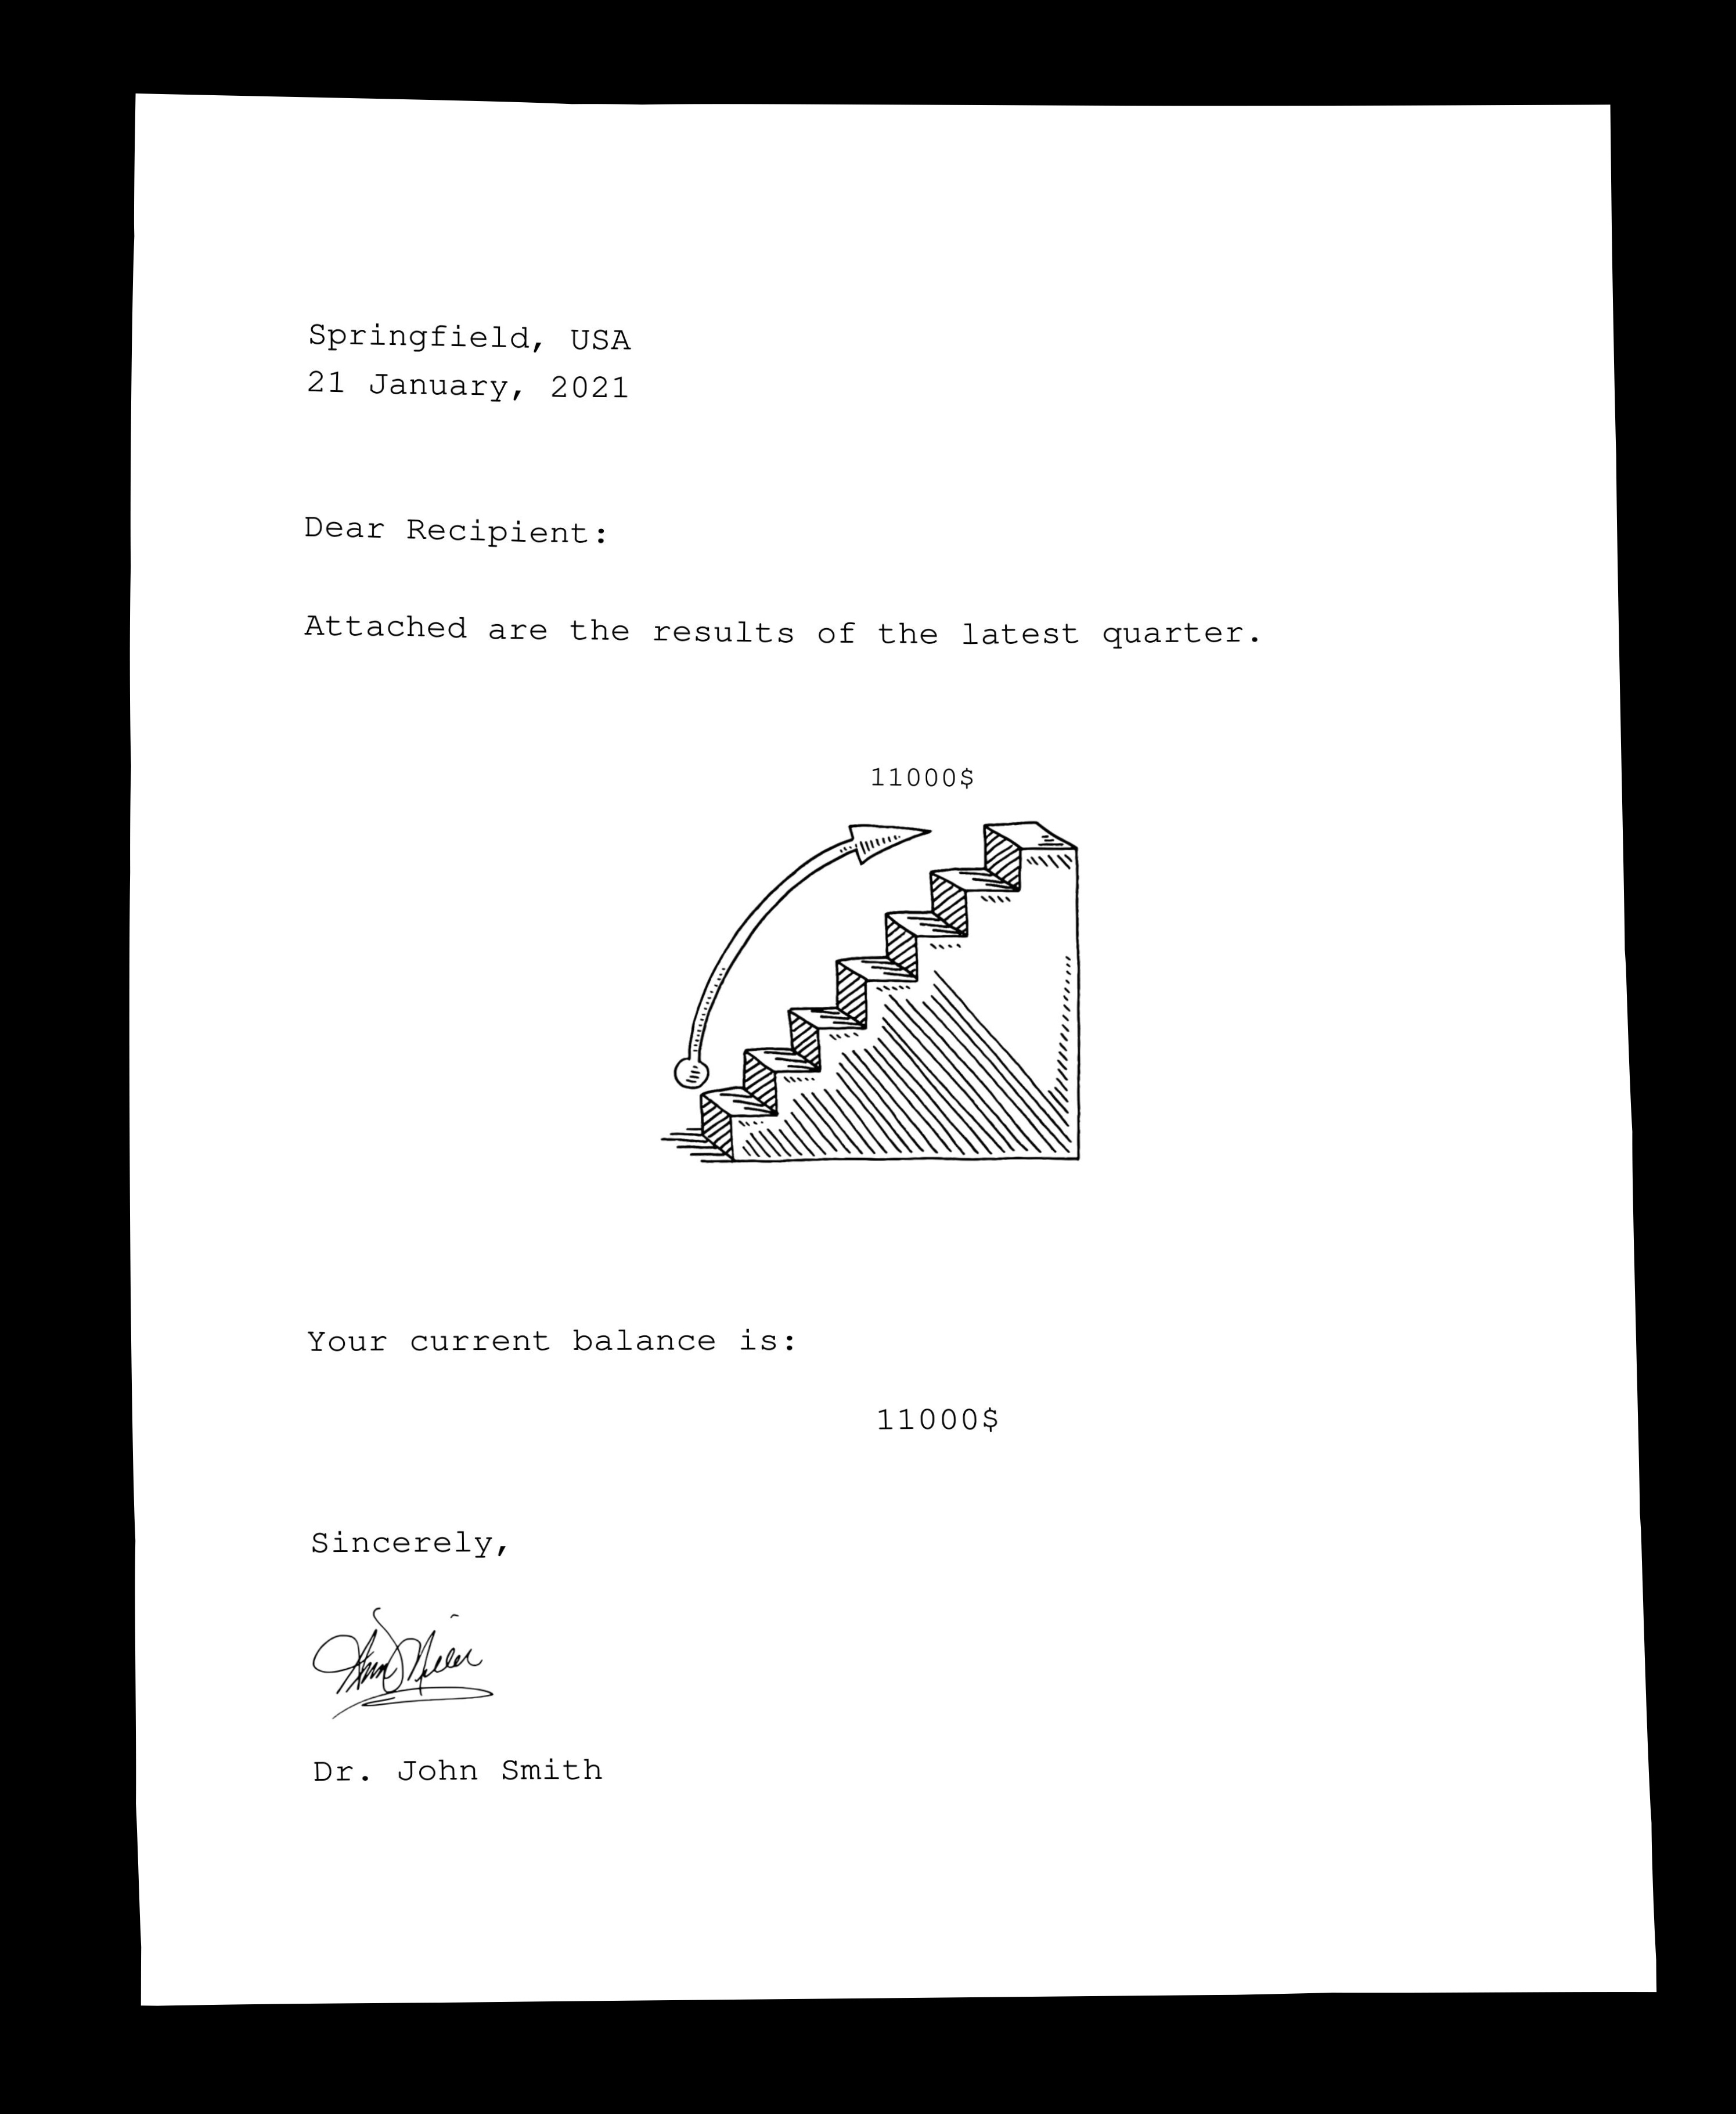 Springfield, USA
21 January, 2021
Dear Recipient:
Attached are the results of the latest quarter.
11000$
Your current balance is:
11000$
Sincerely,
Dr. John Smith